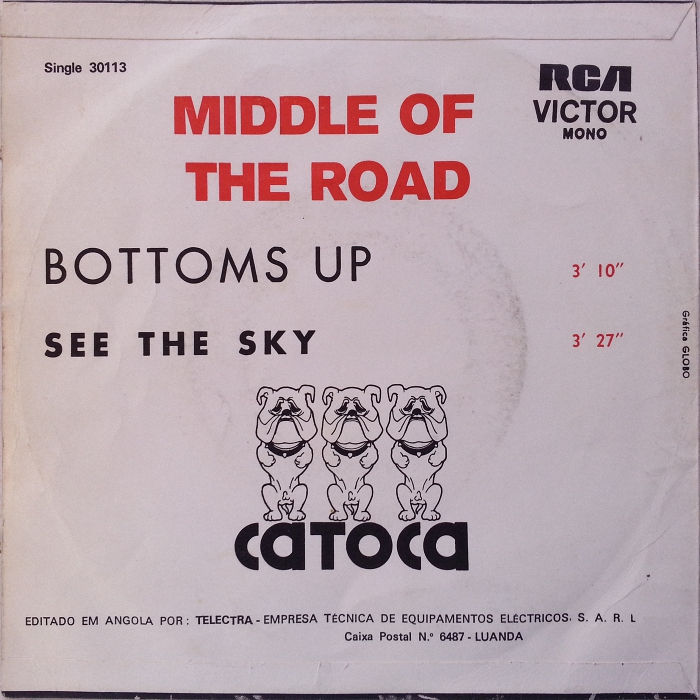 Single 30113
RCA
VICTOR
MONO
MIDDLE OF
THE ROAD
BOTTOMS UP 3′ 10″
SEE THE SKY 3′ 27″
Gráfica GLOBO
CATOCA
EDITADO EM ANGOLA POR: TELECTRA - EMPRESA TÉCNICA DE EQUIPAMENTOS ELÉCTRICOS. S. A. R. L
Caixa Postal N.º 6487 - LUANDA